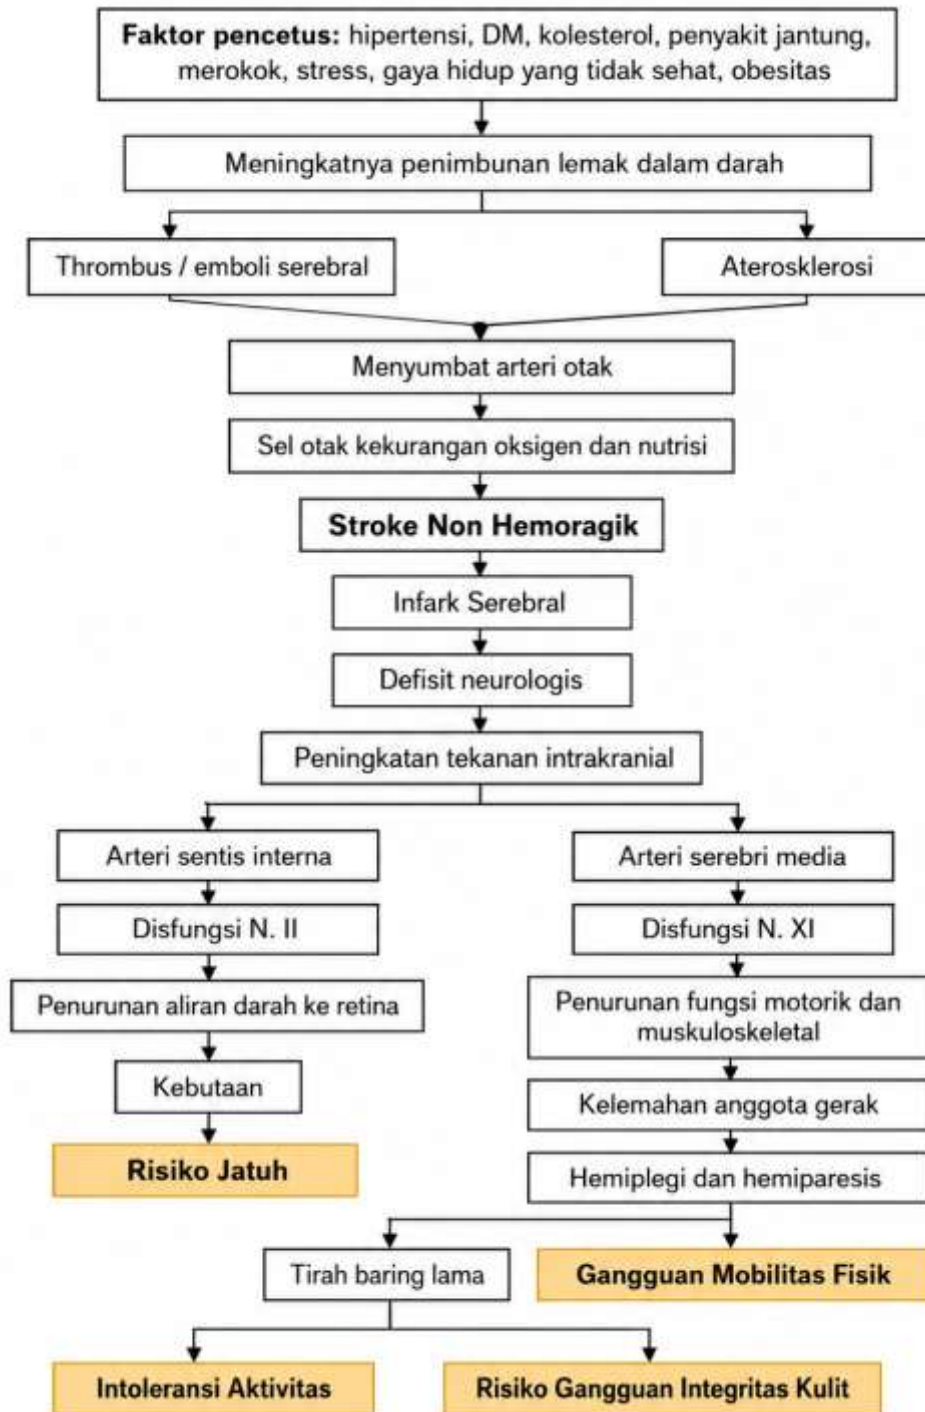 Faktor pencetus: hipertensi, DM, kolesterol, penyakit jantung,
merokok, stress, gaya hidup yang tidak sehat, obesitas
Meningkatnya penimbunan lemak dalam darah
Thrombus / emboli serebral
Aterosklerosi
Menyumbat arteri otak
Sel otak kekurangan oksigen dan nutrisi
Stroke Non Hemoragik
Infark Serebral
Defisit neurologis
Peningkatan tekanan intrakranial
Arteri sentis interna
Arteri serebri media
Disfungsi N. II
Disfungsi N. XI
Penurunan aliran darah ke retina
Penurunan fungsi motorik dan
muskuloskeletal
Kebutaan
Kelemahan anggota gerak
Risiko Jatuh
Hemiplegi dan hemiparesis
Tirah baring lama
Gangguan Mobilitas Fisik
Intoleransi Aktivitas
Risiko Gangguan Integritas Kulit